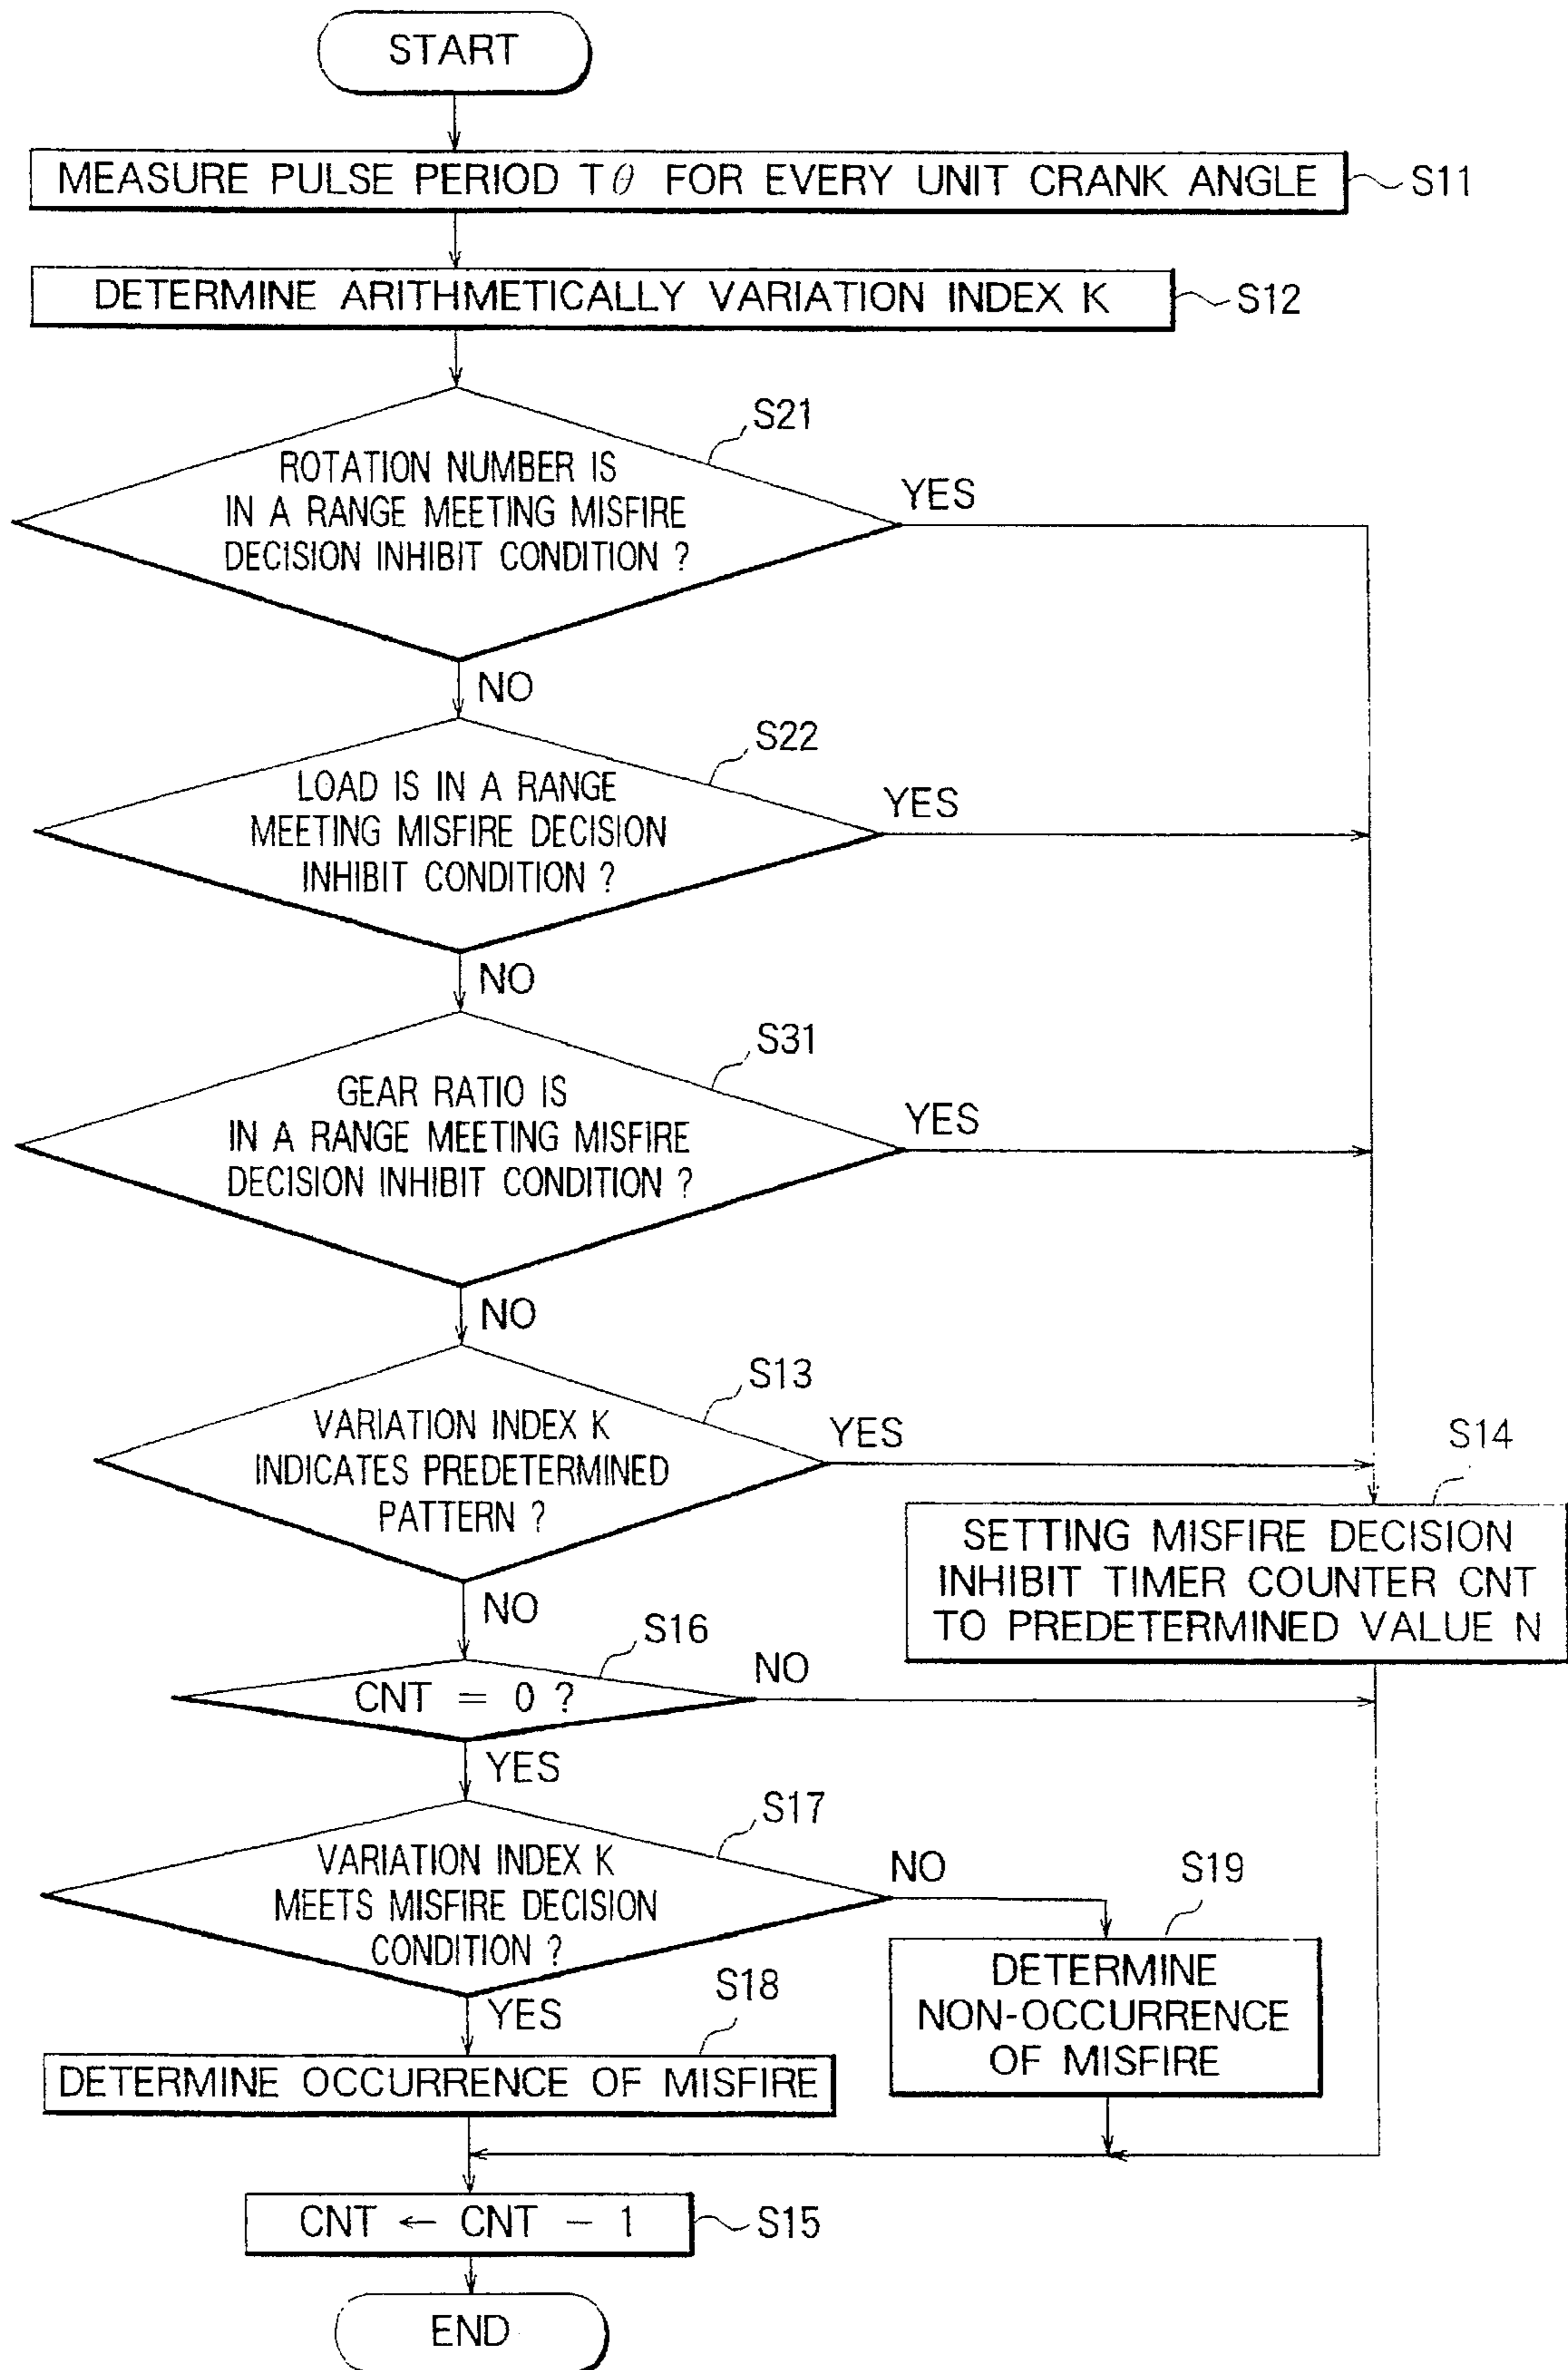 START
MEASURE PULSE PERIOD Tθ FOR EVERY UNIT CRANK ANGLE
S11
DETERMINE ARITHMETICALLY VARIATION INDEX K
S12
S21
ROTATION NUMBER IS
IN A RANGE MEETING MISFIRE
DECISION INHIBIT CONDITION ?
YES
NO
S22
LOAD IS IN A RANGE
MEETING MISFIRE DECISION
INHIBIT CONDITION ?
YES
NO
S31
GEAR RATIO IS
IN A RANGE MEETING MISFIRE
DECISION INHIBIT CONDITION ?
YES
NO
S13
VARIATION INDEX K
INDICATES PREDETERMINED
PATTERN ?
YES
S14
SETTING MISFIRE DECISION
INHIBIT TIMER COUNTER CNT
TO PREDETERMINED VALUE N
NO
S16
CNT = 0 ?
NO
YES
S17
VARIATION INDEX K
MEETS MISFIRE DECISION
CONDITION ?
NO
S19
DETERMINE
NON-OCCURRENCE
OF MISFIRE
YES
S18
DETERMINE OCCURRENCE OF MISFIRE
CNT ← CNT − 1
S15
END